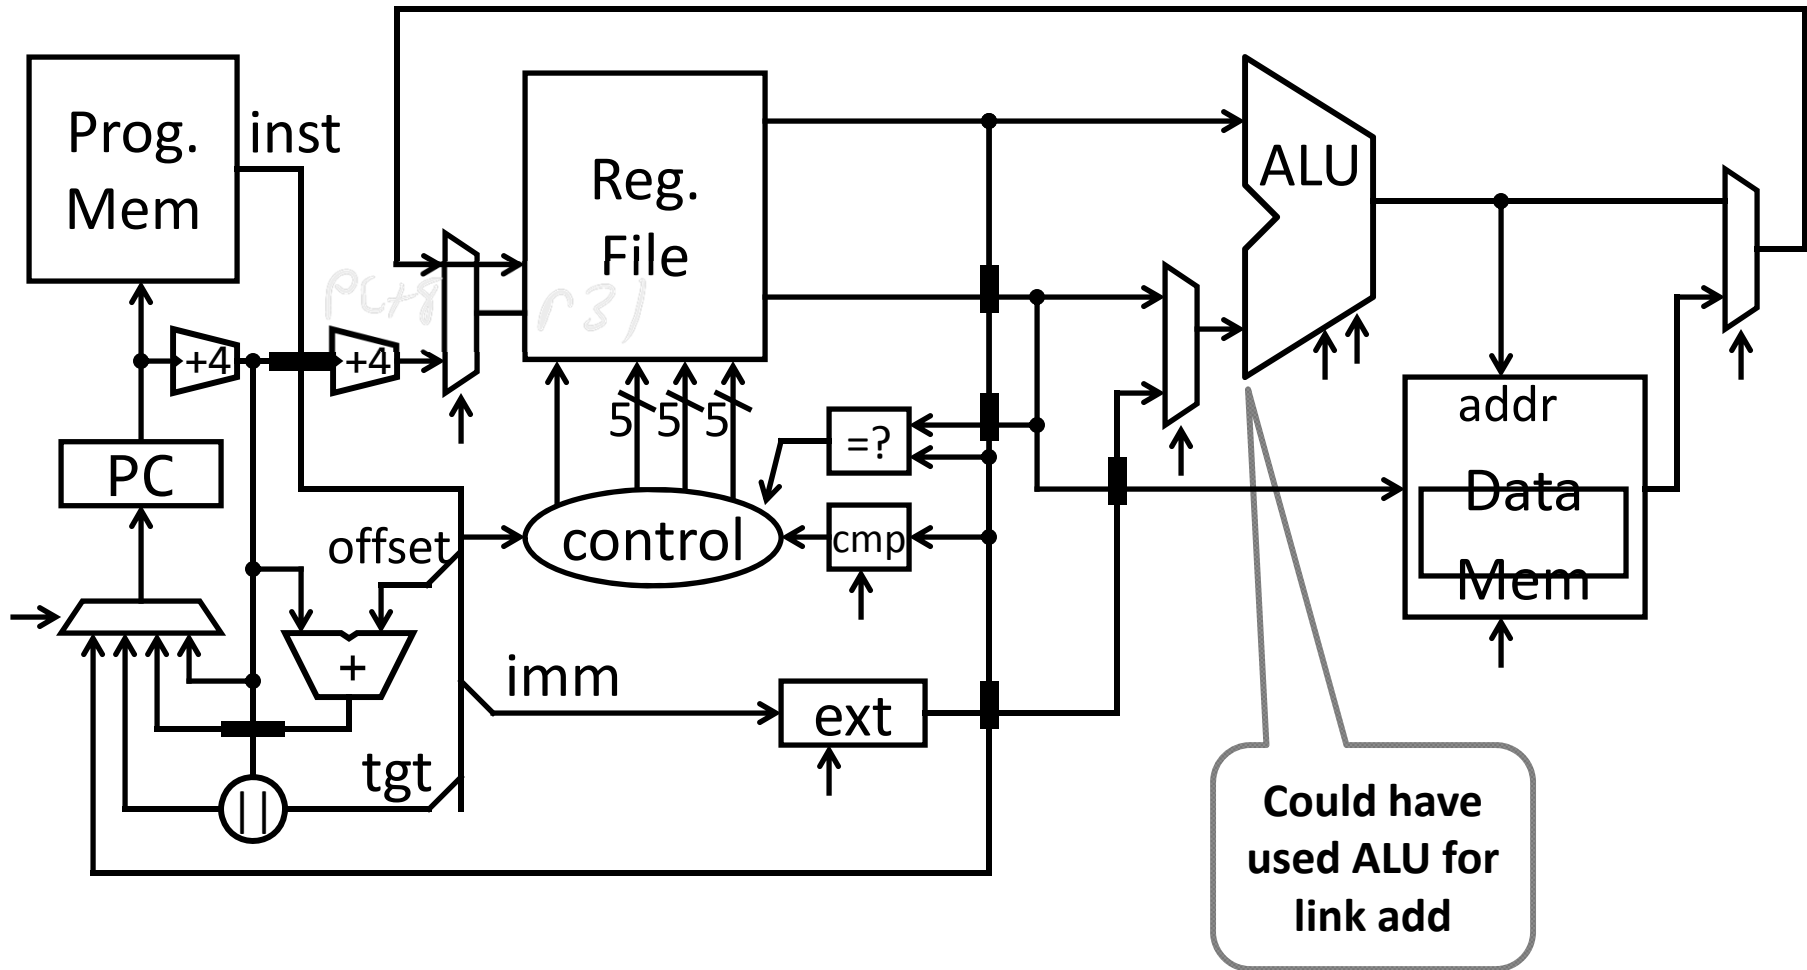 Prog.
Mem
inst
Reg.
File
ALU
PC+8
r31
+4
+4
5
5
5
=?
addr
PC
Data
Mem
offset
control
cmp
+
imm
ext
tgt
||
Could have
used ALU for
link add